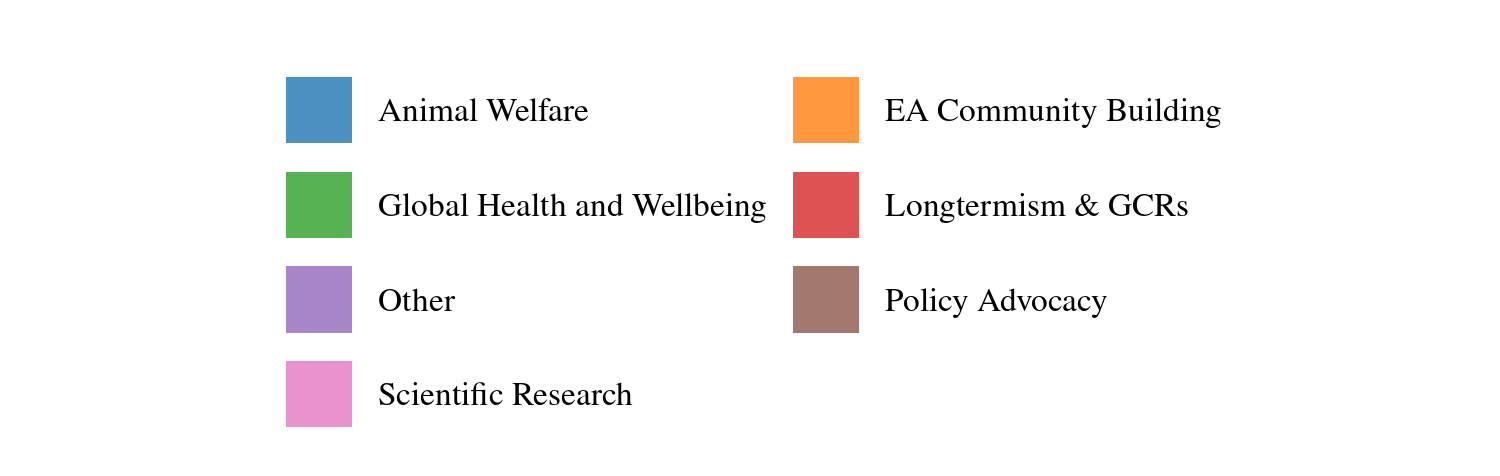 Animal Welfare
EA Community Building
Global Health and Wellbeing
Longtermism & GCRs
Other
Policy Advocacy
Scientific Research